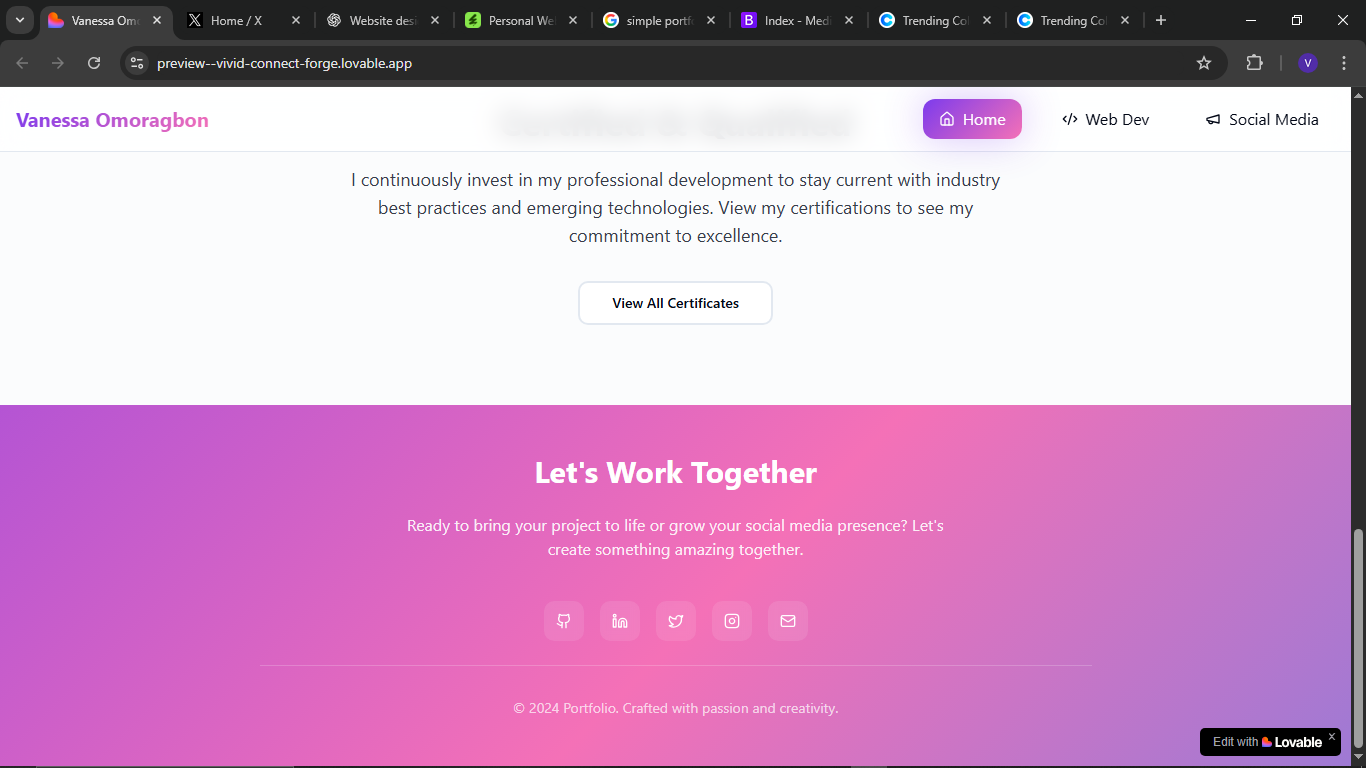 Vanessa Omo
Home / X
Website desi
Personal We
simple portf
Index - Medi
Trending Col
Trending Col
preview--vivid-connect-forge.lovable.app
V
Vanessa Omoragbon
Home
Web Dev
Social Media
I continuously invest in my professional development to stay current with industry
best practices and emerging technologies. View my certifications to see my
commitment to excellence.
View All Certificates
Let's Work Together
Ready to bring your project to life or grow your social media presence? Let's
create something amazing together.
© 2024 Portfolio. Crafted with passion and creativity.
Edit with Lovable